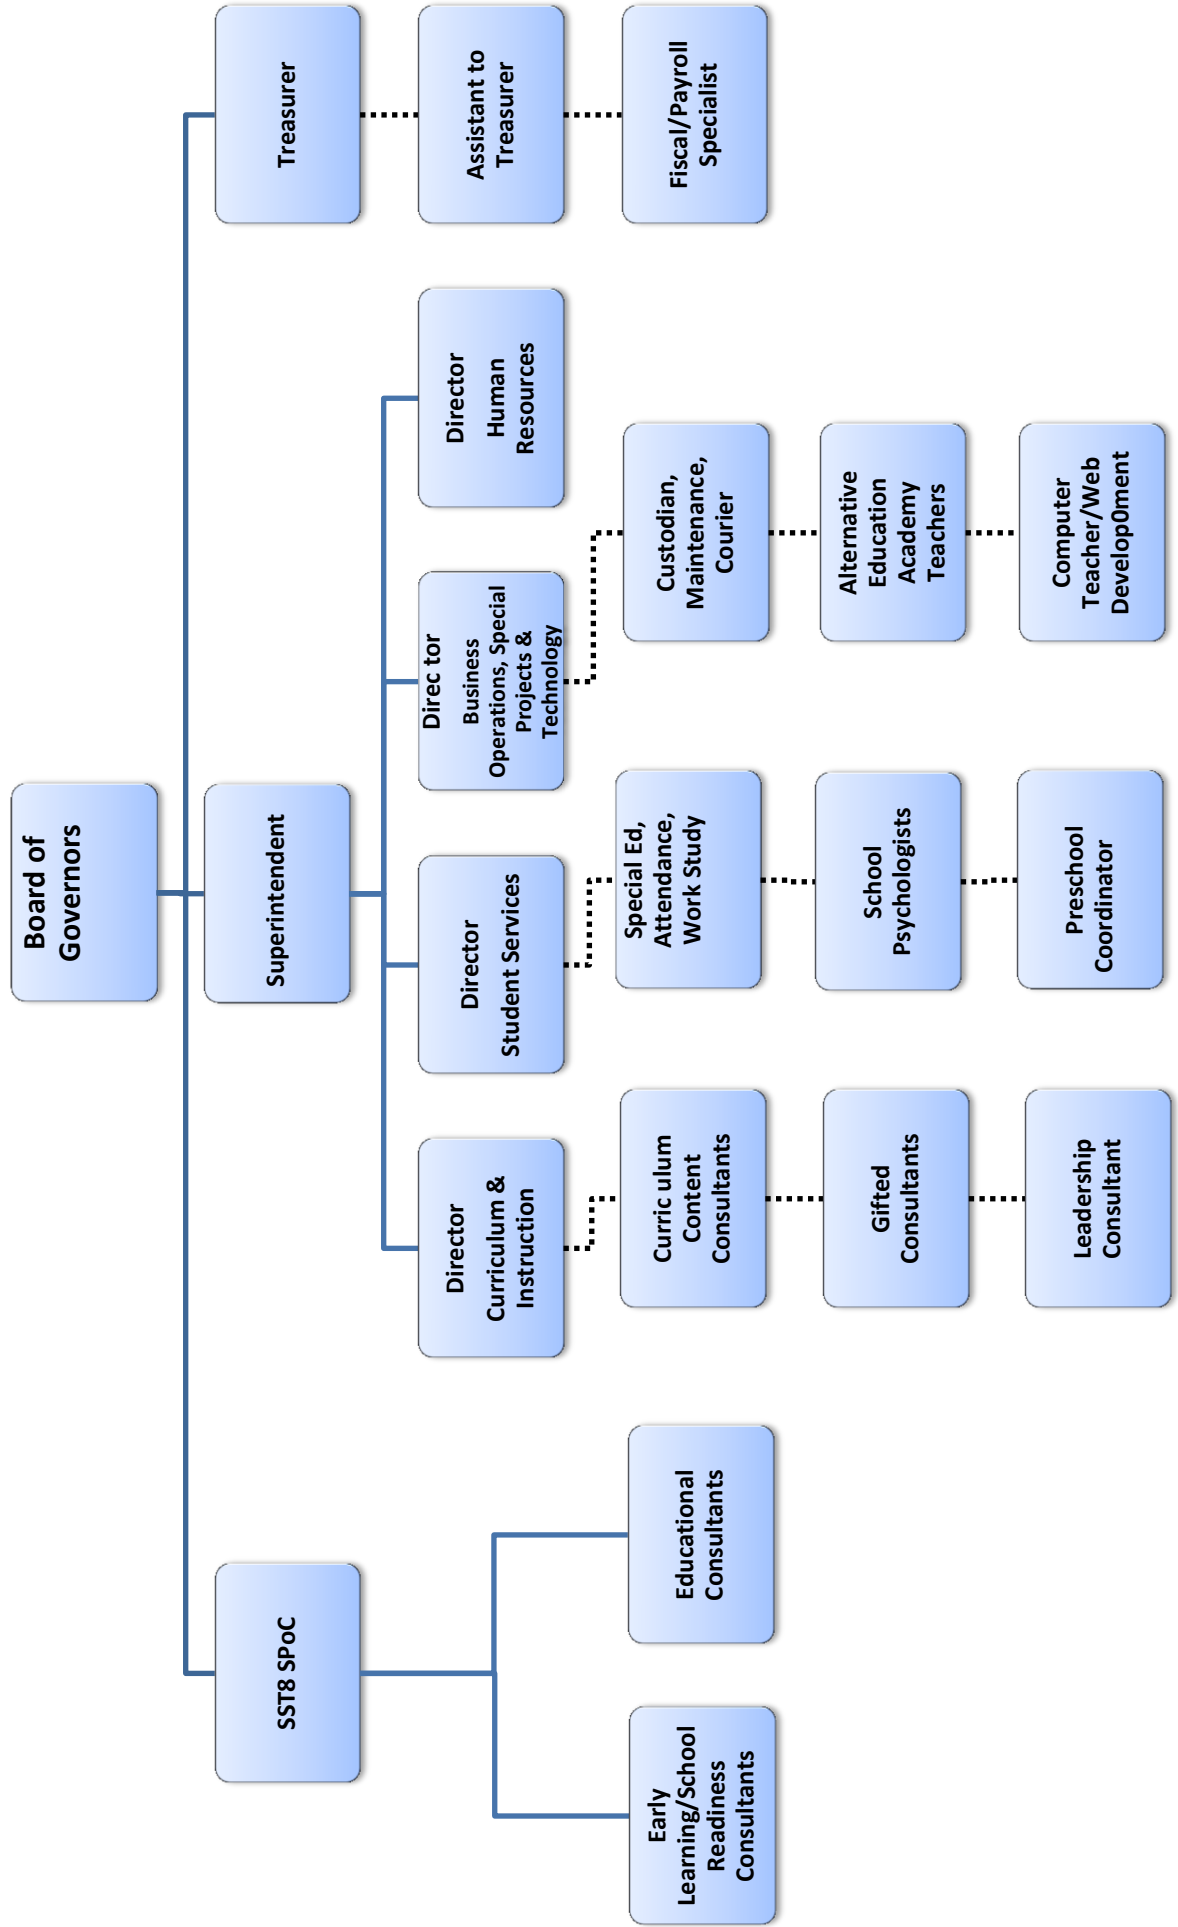 Board of
Governors
SST8 SPoC
Superintendent
Treasurer
Director
Curriculum &
Instruction
Director
Student Services
Direc tor
Business
Operations, Special
Projects &
Technology
Director
Human
Resources
Assistant to
Treasurer
Early
Learning/School
Readiness
Consultants
Educational
Consultants
Curric ulum
Content
Consultants
Special Ed,
Attendance,
Work Study
Custodian,
Maintenance,
Courier
Fiscal/Payroll
Specialist
Gifted
Consultants
School
Psychologists
Alternative
Education
Academy
Teachers
Leadership
Consultant
Preschool
Coordinator
Computer
Teacher/Web
Develop0ment